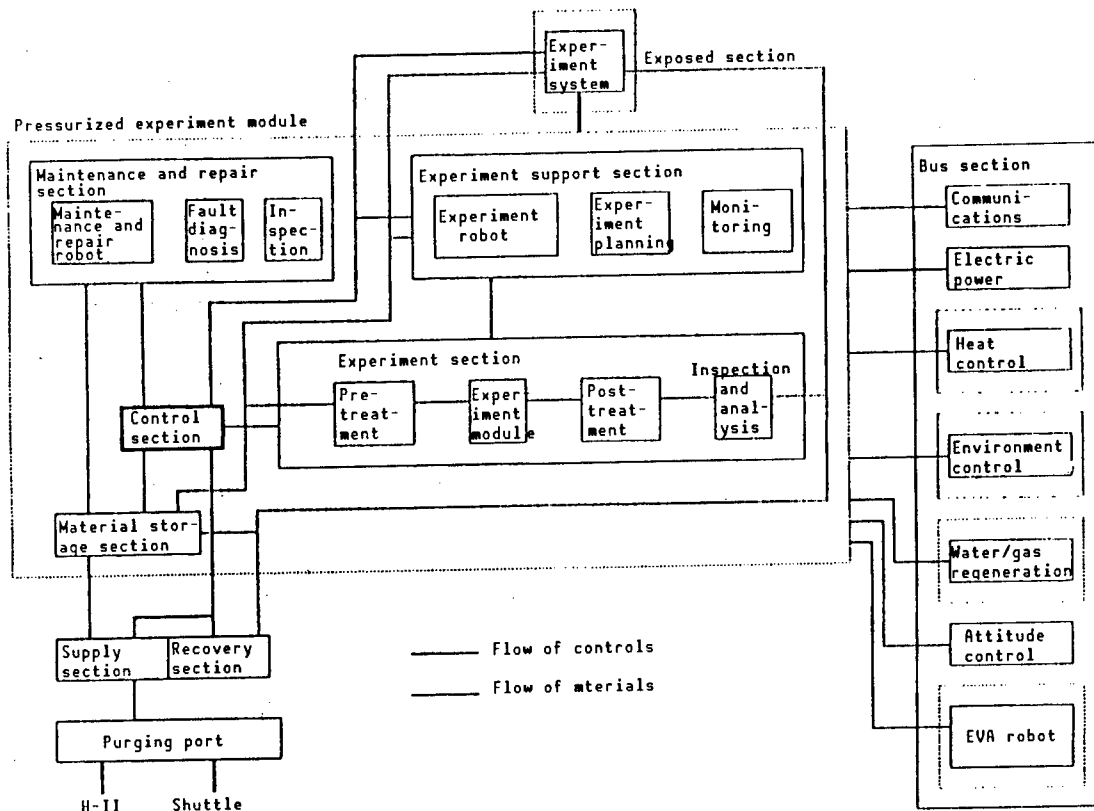 Exper-
iment
system
Exposed section
Pressurized experiment module
Maintenance and repair
section
Mainte-
nance and
repair
robot
Fault
diag-
nosis
In-
spec-
tion
Experiment support section
Experiment
robot
Exper-
iment
planning
Moni-
toring
Bus section
Communi-
cations
Electric
power
Heat
control
Environment
control
Water/gas
regeneration
Attitude
control
EVA robot
Experiment section
Pre-
treat-
ment
Exper-
iment
module
Post-
treat-
ment
Inspection
and
anal-
ysis
Control
section
Material stor-
age section
Supply
section
Recovery
section
Flow of controls
Flow of mterials
Purging port
H-II
Shuttle